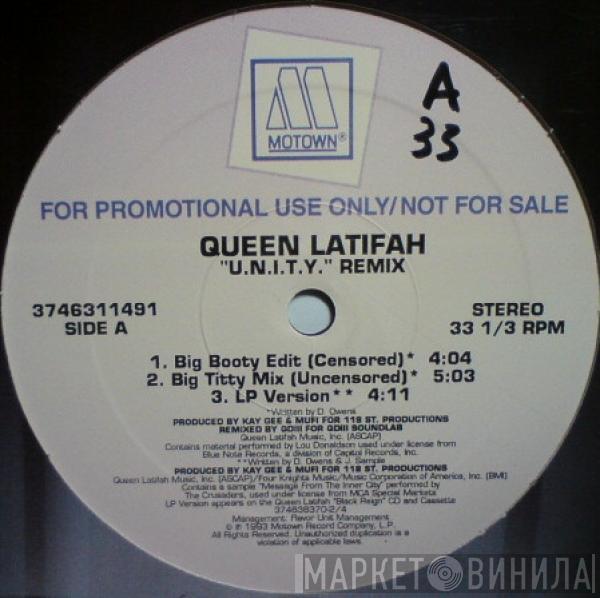 MOTOWN®
A
33
FOR PROMOTIONAL USE ONLY/NOT FOR SALE
QUEEN LATIFAH
"U.N.I.T.Y." REMIX
3746311491
SIDE A
STEREO
33 1/3 RPM
1. Big Booty Edit (Censored)* 4:04
2. Big Titty Mix (Uncensored)* 5:03
3. LP Version** 4:11
*Written by D. Owens
PRODUCED BY KAY GEE & MUFI FOR 118 ST. PRODUCTIONS
REMIXED BY QDIII FOR QDIII SOUNDLAB
Queen Latifah Music, Inc. (ASCAP)
Contains material performed by Lou Donaldson used under license from
Blue Note Records, a division of Capitol Records, Inc.
**Written by D. Owens & J. Sample
PRODUCED BY KAY GEE & MUFI FOR 118 ST. PRODUCTIONS
Queen Latifah Music, Inc. (ASCAP)/Four Knights Music/Music Corporation of America, Inc. (BMI)
Contains a sample "Message From The Inner City" performed by
The Crusaders, used under license from MCA Special Markets
LP Version appears on the Queen Latifah "Black Reign" CD and Cassette
374636370-2/4
Management: Flavor Unit Management
© ℗ 1993 Motown Record Company, L.P.
All Rights Reserved. Unauthorized duplication is a
violation of applicable laws.
МАРКЕТ ВИНИЛА